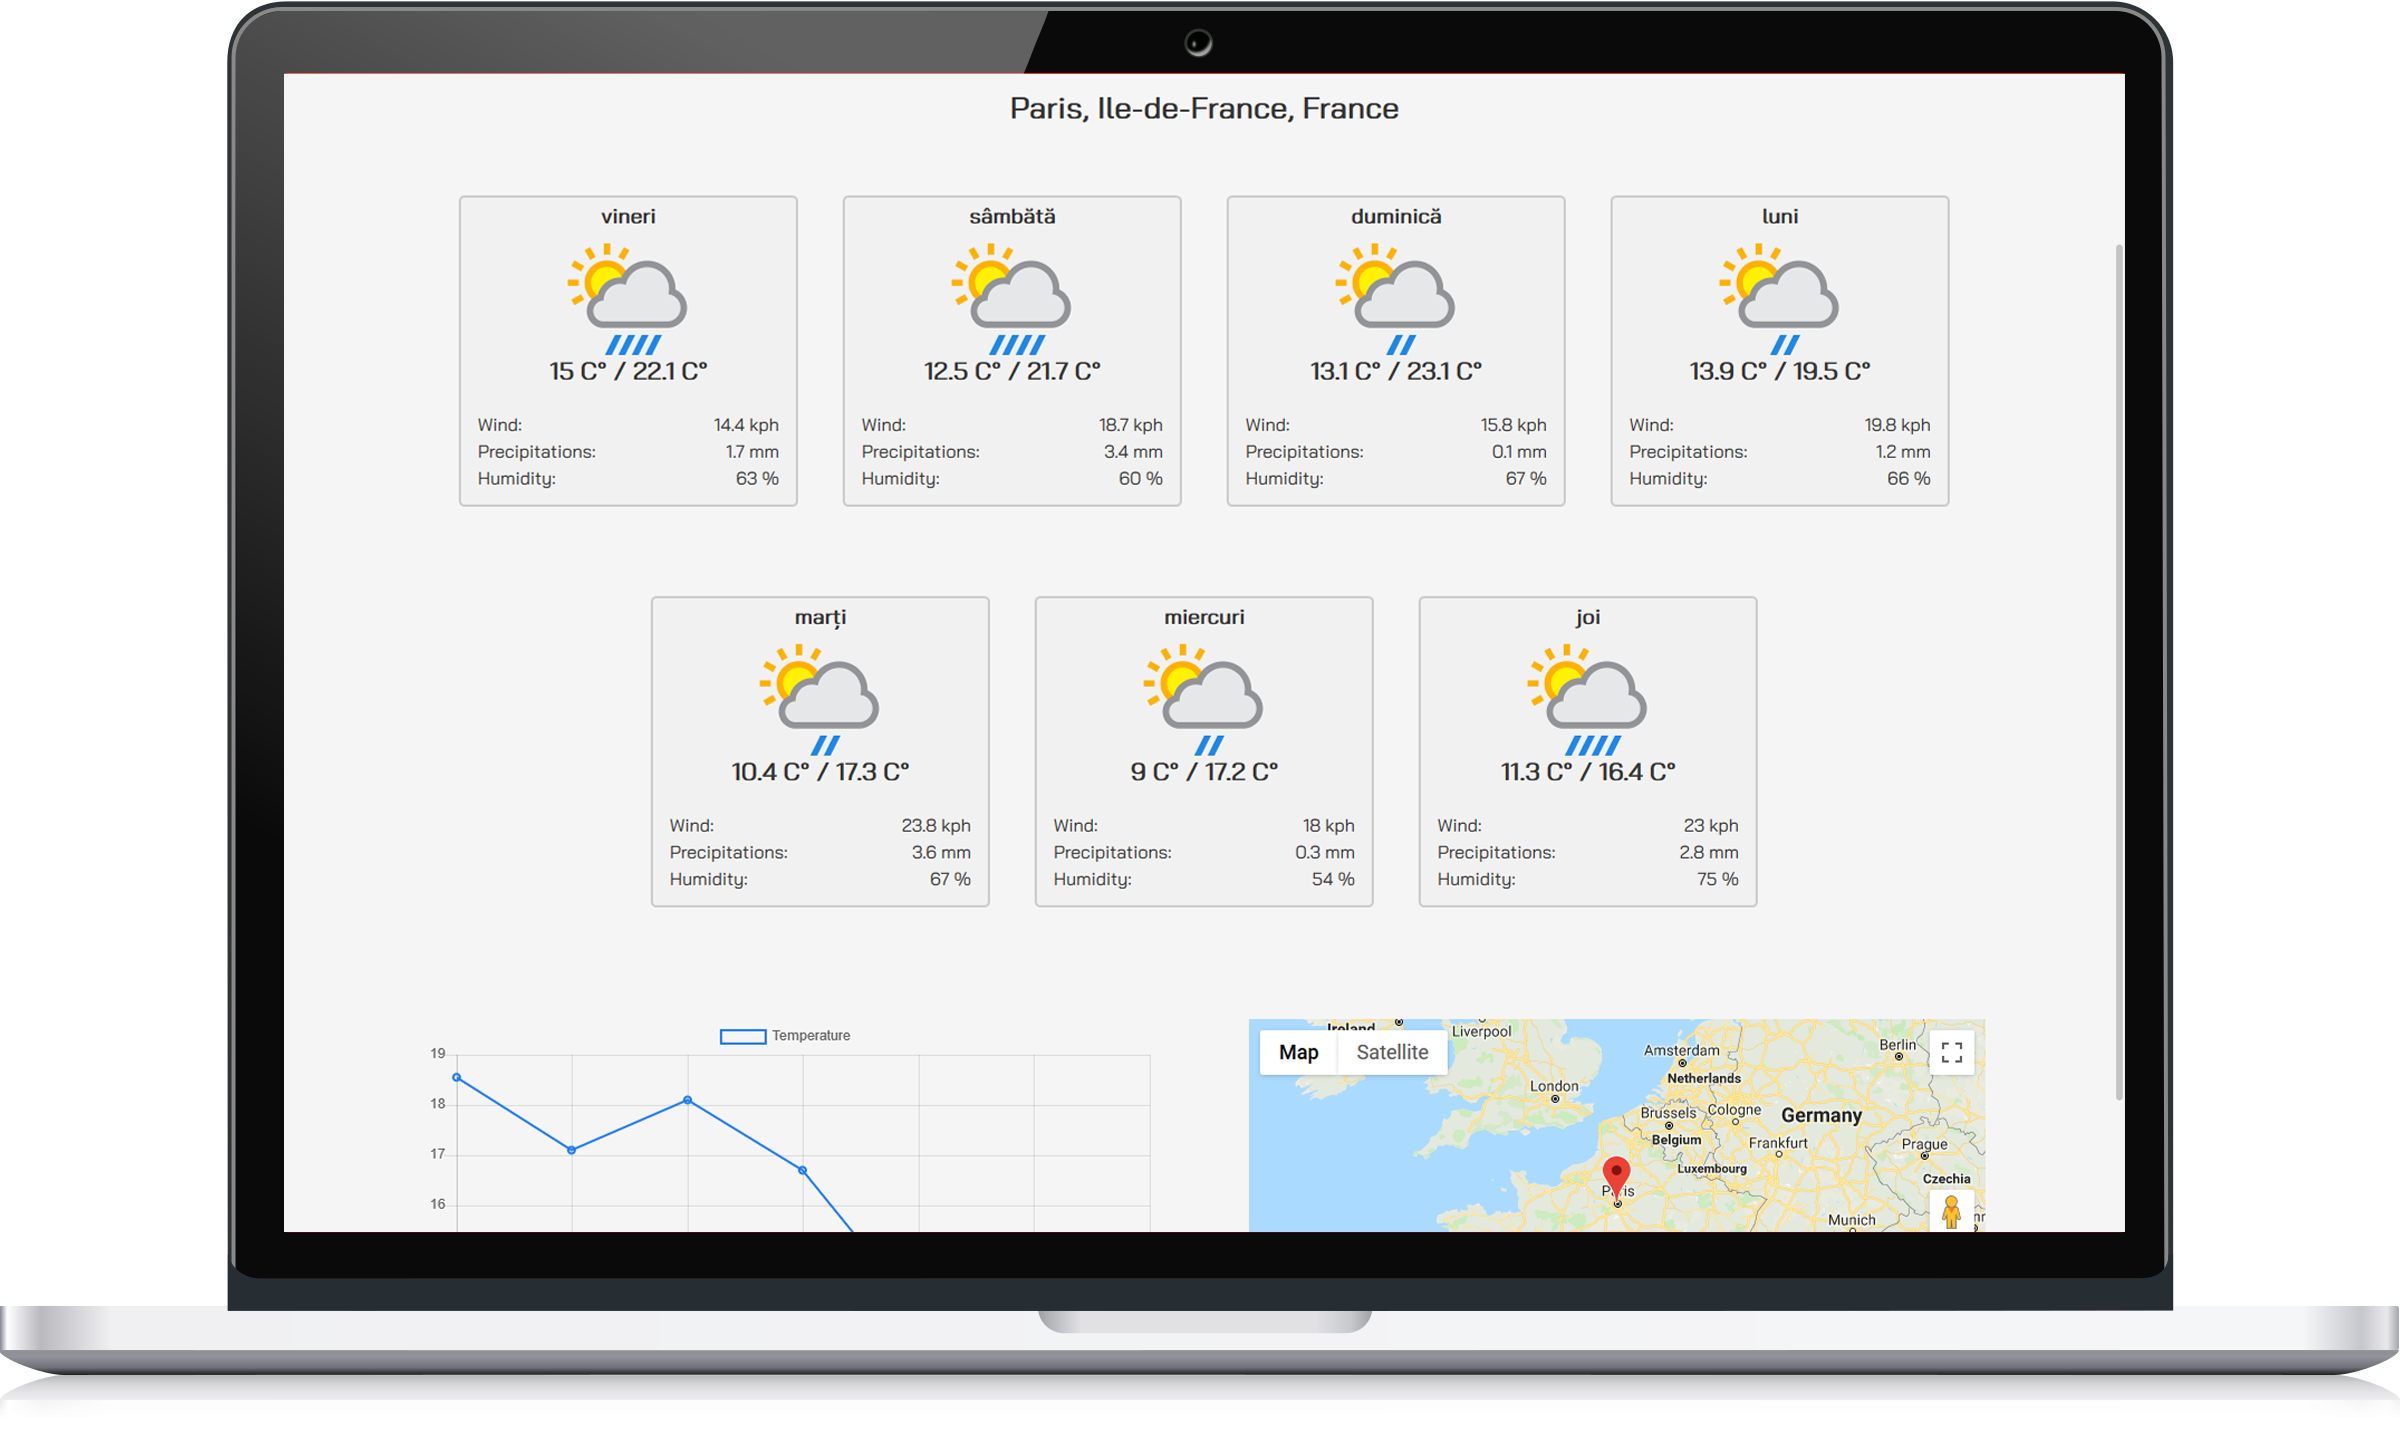 Paris, Ile-de-France, France
vineri
15 C° / 22.1 C°
Wind: 14.4 kph
Precipitations: 1.7 mm
Humidity: 63 %
sâmbătă
12.5 C° / 21.7 C°
Wind: 18.7 kph
Precipitations: 3.4 mm
Humidity: 60 %
duminică
13.1 C° / 23.1 C°
Wind: 15.8 kph
Precipitations: 0.1 mm
Humidity: 67 %
luni
13.9 C° / 19.5 C°
Wind: 19.8 kph
Precipitations: 1.2 mm
Humidity: 66 %
marți
10.4 C° / 17.3 C°
Wind: 23.8 kph
Precipitations: 3.6 mm
Humidity: 67 %
miercuri
9 C° / 17.2 C°
Wind: 18 kph
Precipitations: 0.3 mm
Humidity: 54 %
joi
11.3 C° / 16.4 C°
Wind: 23 kph
Precipitations: 2.8 mm
Humidity: 75 %
Temperature
19
18
17
16
Ireland
Liverpool
Map
Satellite
Amsterdam
Berlin
Netherlands
London
Brussels
Cologne
Germany
Belgium
Frankfurt
Prague
Luxembourg
Czechia
Paris
Munich